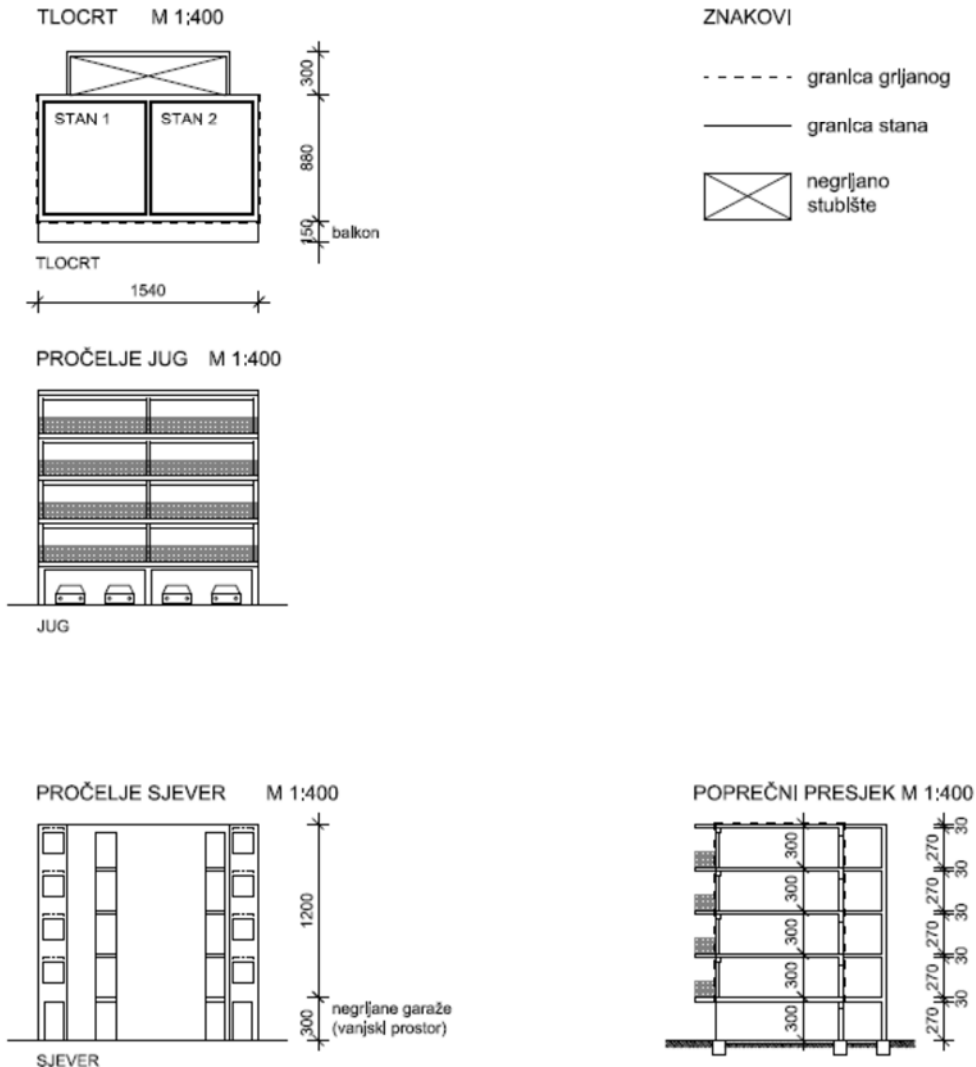 TLOCRT M 1:400
300
STAN 1 STAN 2
880
150 balkon
TLOCRT
1540
ZNAKOVI
granica grijanog
granica stana
negrijano
stubište
PROČELJE JUG M 1:400
JUG
PROČELJE SJEVER M 1:400
1200
300
negrijane garaže
(vanjski prostor)
SJEVER
POPREČNI PRESJEK M 1:400
300 270 30
300 270 30
300 270 30
300 270 30
300 270 30